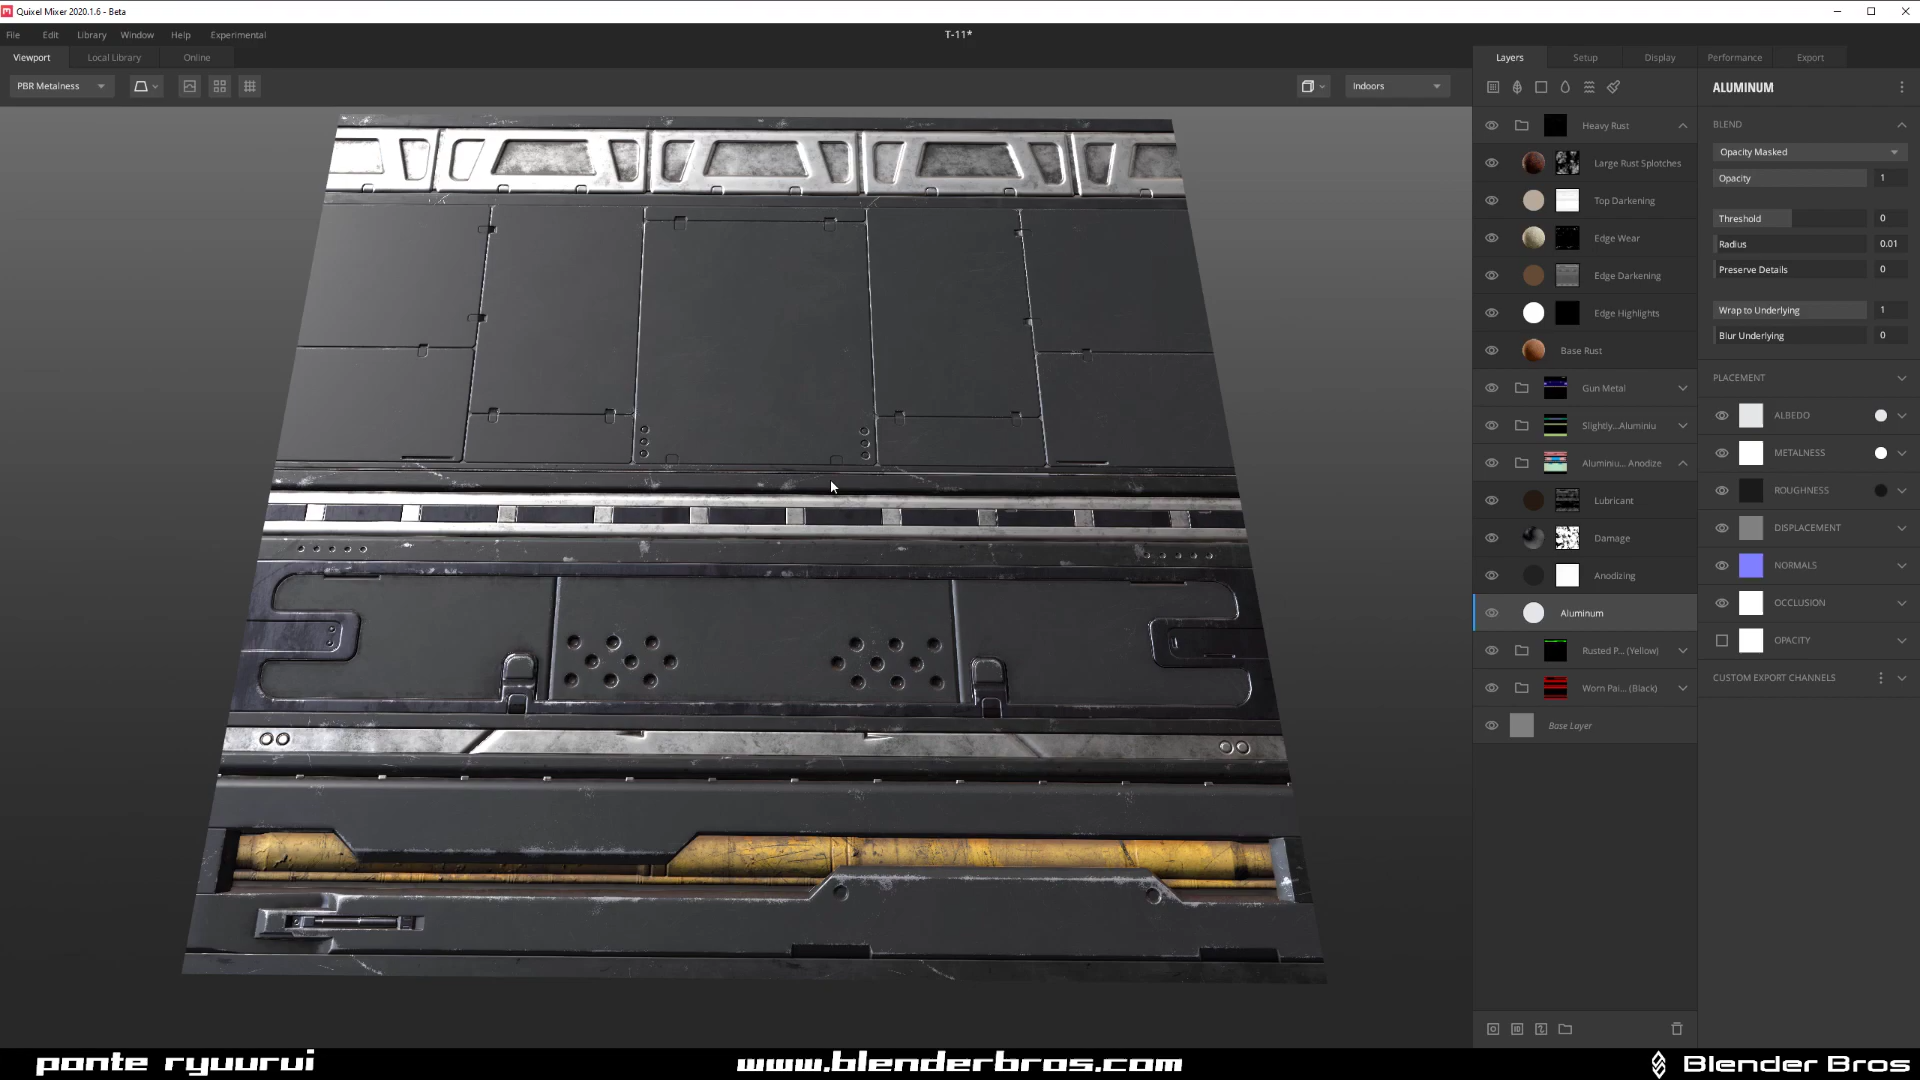 Quixel Mixer 2020.1.6 - Beta
File Edit Library Window Help Experimental
T-11*
Viewport Local Library Online
Layers Setup Display Performance Export
PBR Metalness
Indoors
ALUMINUM
Heavy Rust
Large Rust Splotches
Top Darkening
Edge Wear
Edge Darkening
Edge Highlights
Base Rust
Gun Metal
Slightly...Aluminiu
Aluminiu... Anodize
Lubricant
Damage
Anodizing
Aluminum
Rusted P... (Yellow)
Worn Pai... (Black)
Base Layer
BLEND
Opacity Masked
Opacity 1
Threshold 0
Radius 0.01
Preserve Details 0
Wrap to Underlying 1
Blur Underlying 0
PLACEMENT
ALBEDO
METALNESS
ROUGHNESS
DISPLACEMENT
NORMALS
OCCLUSION
OPACITY
CUSTOM EXPORT CHANNELS
ponte ryuurui
www.blenderbros.com
Blender Bros